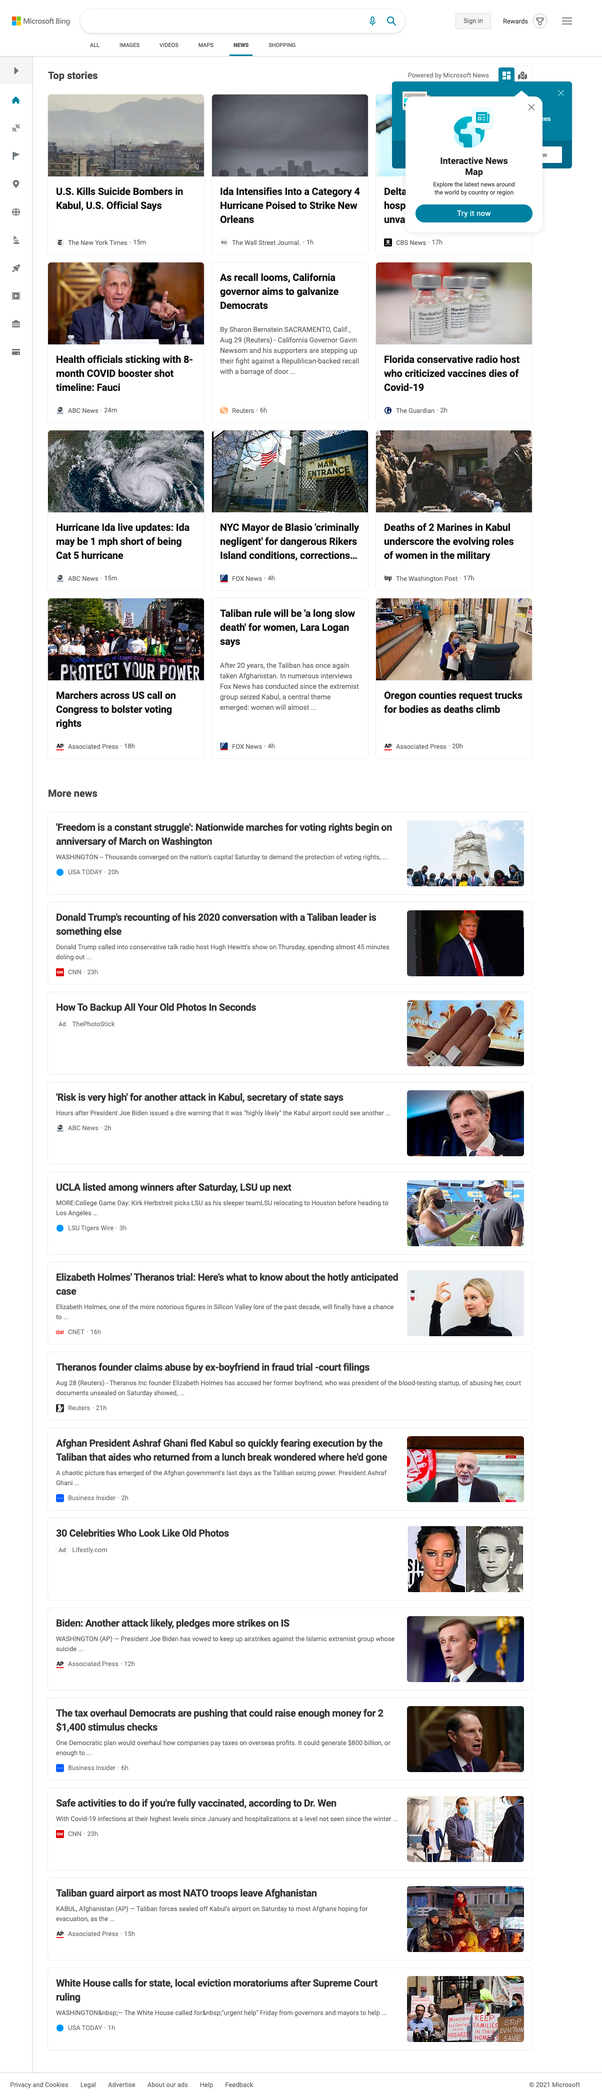 Microsoft Bing
Sign in
Rewards
ALL IMAGES VIDEOS MAPS NEWS SHOPPING
Top stories
Powered by Microsoft News
Interactive News
Map
Explore the latest news around
the world by country or region
Try it now
U.S. Kills Suicide Bombers in
Kabul, U.S. Official Says
The New York Times · 15m
Ida Intensifies Into a Category 4
Hurricane Poised to Strike New
Orleans
The Wall Street Journal. · 1h
Delta
hosp
unva
CBS News · 17h
Health officials sticking with 8-
month COVID booster shot
timeline: Fauci
ABC News · 24m
As recall looms, California
governor aims to galvanize
Democrats
By Sharon Bernstein SACRAMENTO, Calif.,
Aug 29 (Reuters) - California Governor Gavin
Newsom and his supporters are stepping up
their fight against a Republican-backed recall
with a barrage of door ...
Reuters · 6h
Florida conservative radio host
who criticized vaccines dies of
Covid-19
The Guardian · 2h
Hurricane Ida live updates: Ida
may be 1 mph short of being
Cat 5 hurricane
ABC News · 15m
MAIN
ENTRANCE
NYC Mayor de Blasio 'criminally
negligent' for dangerous Rikers
Island conditions, corrections...
FOX News · 4h
Deaths of 2 Marines in Kabul
underscore the evolving roles
of women in the military
The Washington Post · 17h
PROTECT YOUR POWER
Marchers across US call on
Congress to bolster voting
rights
Associated Press · 18h
Taliban rule will be 'a long slow
death' for women, Lara Logan
says
After 20 years, the Taliban has once again
taken Afghanistan. In numerous interviews
Fox News has conducted since the extremist
group seized Kabul, a central theme
emerged: women will almost ...
FOX News · 4h
Oregon counties request trucks
for bodies as deaths climb
Associated Press · 20h
More news
'Freedom is a constant struggle': Nationwide marches for voting rights begin on
anniversary of March on Washington
WASHINGTON – Thousands converged on the nation's capital Saturday to demand the protection of voting rights, ...
USA TODAY · 20h
Donald Trump's recounting of his 2020 conversation with a Taliban leader is
something else
Donald Trump called into conservative talk radio host Hugh Hewitt's show on Thursday, spending almost 45 minutes
doling out ...
CNN · 23h
How To Backup All Your Old Photos In Seconds
Ad ThePhotoStick
'Risk is very high' for another attack in Kabul, secretary of state says
Hours after President Joe Biden issued a dire warning that it was "highly likely" the Kabul airport could see another ...
ABC News · 2h
UCLA listed among winners after Saturday, LSU up next
MORE:College Game Day: Kirk Herbstreit picks LSU as his sleeper teamLSU relocating to Houston before heading to
Los Angeles ...
LSU Tigers Wire · 3h
Elizabeth Holmes' Theranos trial: Here's what to know about the hotly anticipated
case
Elizabeth Holmes, one of the more notorious figures in Silicon Valley lore of the past decade, will finally have a chance
to ...
CNET · 16h
Theranos founder claims abuse by ex-boyfriend in fraud trial -court filings
Aug 28 (Reuters) - Theranos Inc founder Elizabeth Holmes has accused her former boyfriend, who was president of the blood-testing startup, of abusing her, court
documents unsealed on Saturday showed, ...
Reuters · 21h
Afghan President Ashraf Ghani fled Kabul so quickly fearing execution by the
Taliban that aides who returned from a lunch break wondered where he'd gone
A chaotic picture has emerged of the Afghan government's last days as the Taliban seizing power. President Ashraf
Ghani ...
Business Insider · 2h
30 Celebrities Who Look Like Old Photos
Ad Lifestly.com
Biden: Another attack likely, pledges more strikes on IS
WASHINGTON (AP) — President Joe Biden has vowed to keep up airstrikes against the Islamic extremist group whose
suicide ...
Associated Press · 12h
The tax overhaul Democrats are pushing that could raise enough money for 2
$1,400 stimulus checks
One Democratic plan would overhaul how companies pay taxes on overseas profits. It could generate $800 billion, or
enough to ...
Business Insider · 6h
Safe activities to do if you're fully vaccinated, according to Dr. Wen
With Covid-19 infections at their highest levels since January and hospitalizations at a level not seen since the winter ...
CNN · 23h
Taliban guard airport as most NATO troops leave Afghanistan
KABUL, Afghanistan (AP) — Taliban forces sealed off Kabul's airport on Saturday to most Afghans hoping for
evacuation, as the ...
Associated Press · 15h
White House calls for state, local eviction moratoriums after Supreme Court
ruling
WASHINGTON&nbsp;— The White House called for&nbsp;"urgent help" Friday from governors and mayors to help ...
USA TODAY · 1h
KEEP
FAMILIES
IN THEIR
STOP
EVICTION
SAVE
Privacy and Cookies Legal Advertise About our ads Help Feedback
© 2021 Microsoft